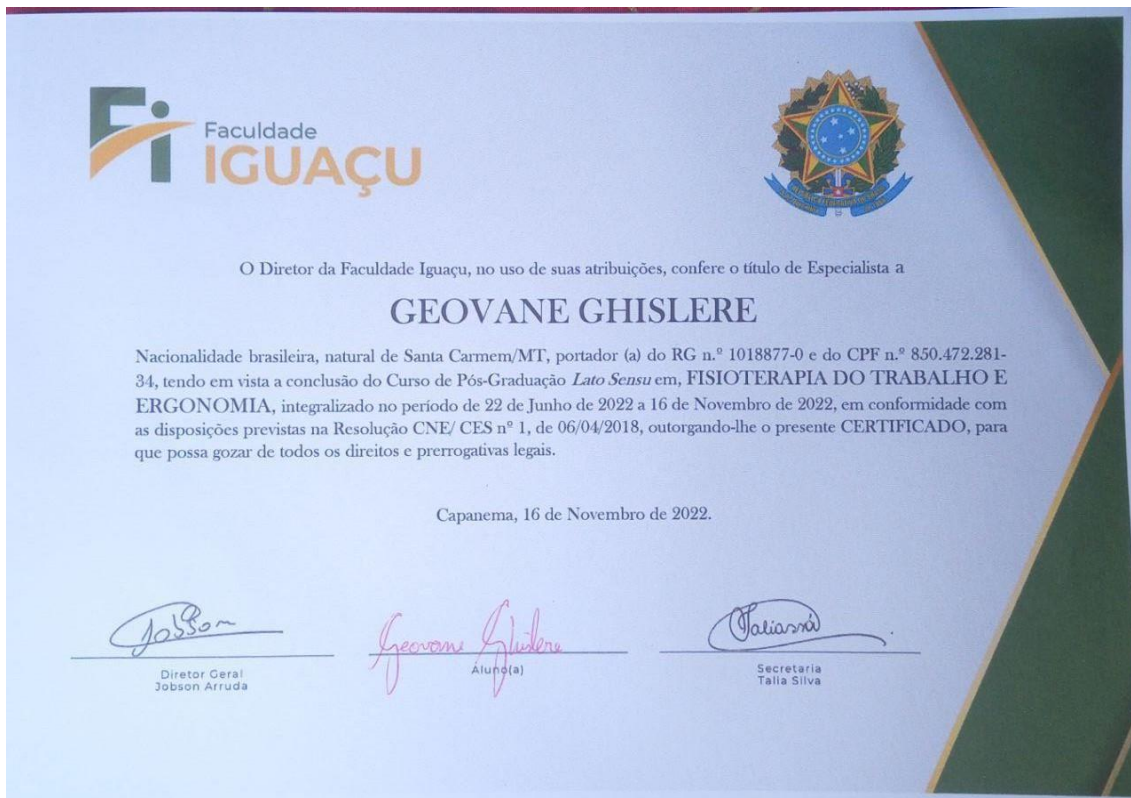 Fi
Faculdade
IGUAÇU
O Diretor da Faculdade Iguaçu, no uso de suas atribuições, confere o título de Especialista a
GEOVANE GHISLERE
Nacionalidade brasileira, natural de Santa Carmem/MT, portador (a) do RG n.º 1018877-0 e do CPF n.º 850.472.281-
34, tendo em vista a conclusão do Curso de Pós-Graduação Lato Sensu em, FISIOTERAPIA DO TRABALHO E
ERGONOMIA, integralizado no período de 22 de Junho de 2022 a 16 de Novembro de 2022, em conformidade com
as disposições previstas na Resolução CNE/ CES nº 1, de 06/04/2018, outorgando-lhe o presente CERTIFICADO, para
que possa gozar de todos os direitos e prerrogativas legais.
Capanema, 16 de Novembro de 2022.
Jobson
Geovane Ghislere
Diretor Geral
Jobson Arruda
Aluno(a)
Secretaria
Talia Silva